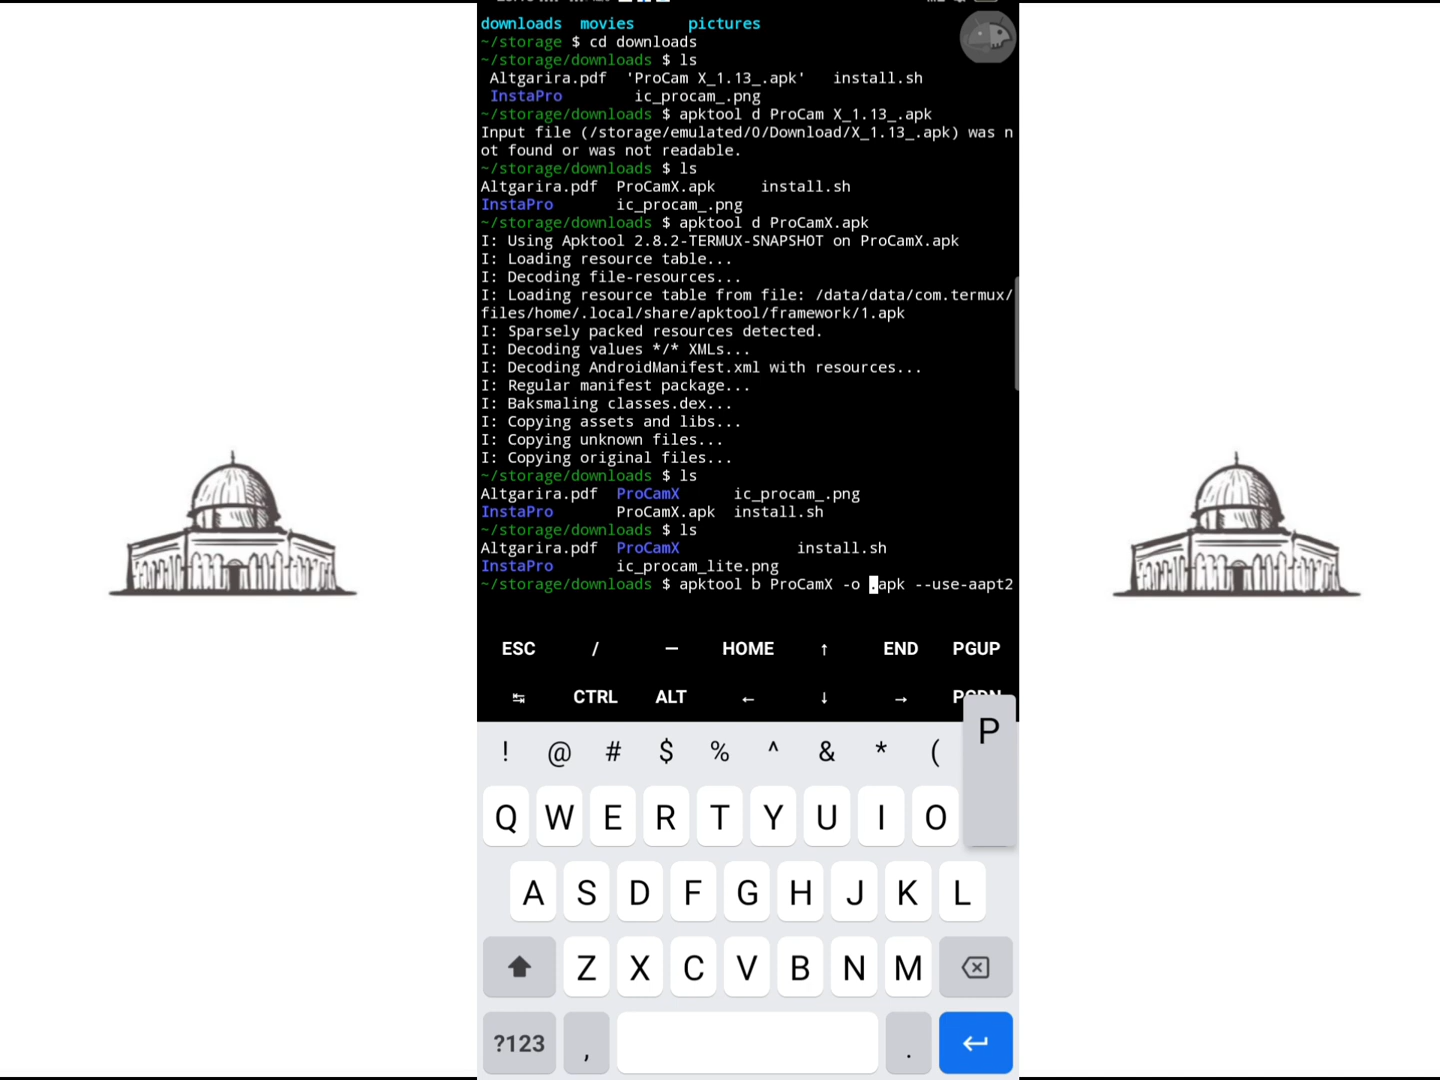 downloads  movies      pictures
~/storage $ cd downloads
~/storage/downloads $ ls
 Altgarira.pdf  'ProCam X_1.13_.apk'   install.sh
 InstaPro        ic_procam_.png
~/storage/downloads $ apktool d ProCam X_1.13_.apk
Input file (/storage/emulated/0/Download/X_1.13_.apk) was n
ot found or was not readable.
~/storage/downloads $ ls
Altgarira.pdf  ProCamX.apk     install.sh
InstaPro       ic_procam_.png
~/storage/downloads $ apktool d ProCamX.apk
I: Using Apktool 2.8.2-TERMUX-SNAPSHOT on ProCamX.apk
I: Loading resource table...
I: Decoding file-resources...
I: Loading resource table from file: /data/data/com.termux/
files/home/.local/share/apktool/framework/1.apk
I: Sparsely packed resources detected.
I: Decoding values */* XMLs...
I: Decoding AndroidManifest.xml with resources...
I: Regular manifest package...
I: Baksmaling classes.dex...
I: Copying assets and libs...
I: Copying unknown files...
I: Copying original files...
~/storage/downloads $ ls
Altgarira.pdf  ProCamX      ic_procam_.png
InstaPro       ProCamX.apk  install.sh
~/storage/downloads $ ls
Altgarira.pdf  ProCamX             install.sh
InstaPro       ic_procam_lite.png
~/storage/downloads $ apktool b ProCamX -o .apk --use-aapt2
ESC / — HOME ↑ END PGUP
↹ CTRL ALT ← ↓ → PGDN
! @ # $ % ^ & * ( P
Q W E R T Y U I O
A S D F G H J K L
Z X C V B N M
?123 , .